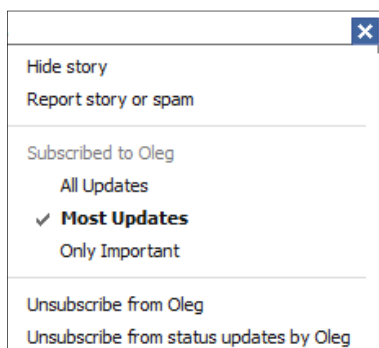 Hide story
Report story or spam
Subscribed to Oleg
All Updates
Most Updates
Only Important
Unsubscribe from Oleg
Unsubscribe from status updates by Oleg